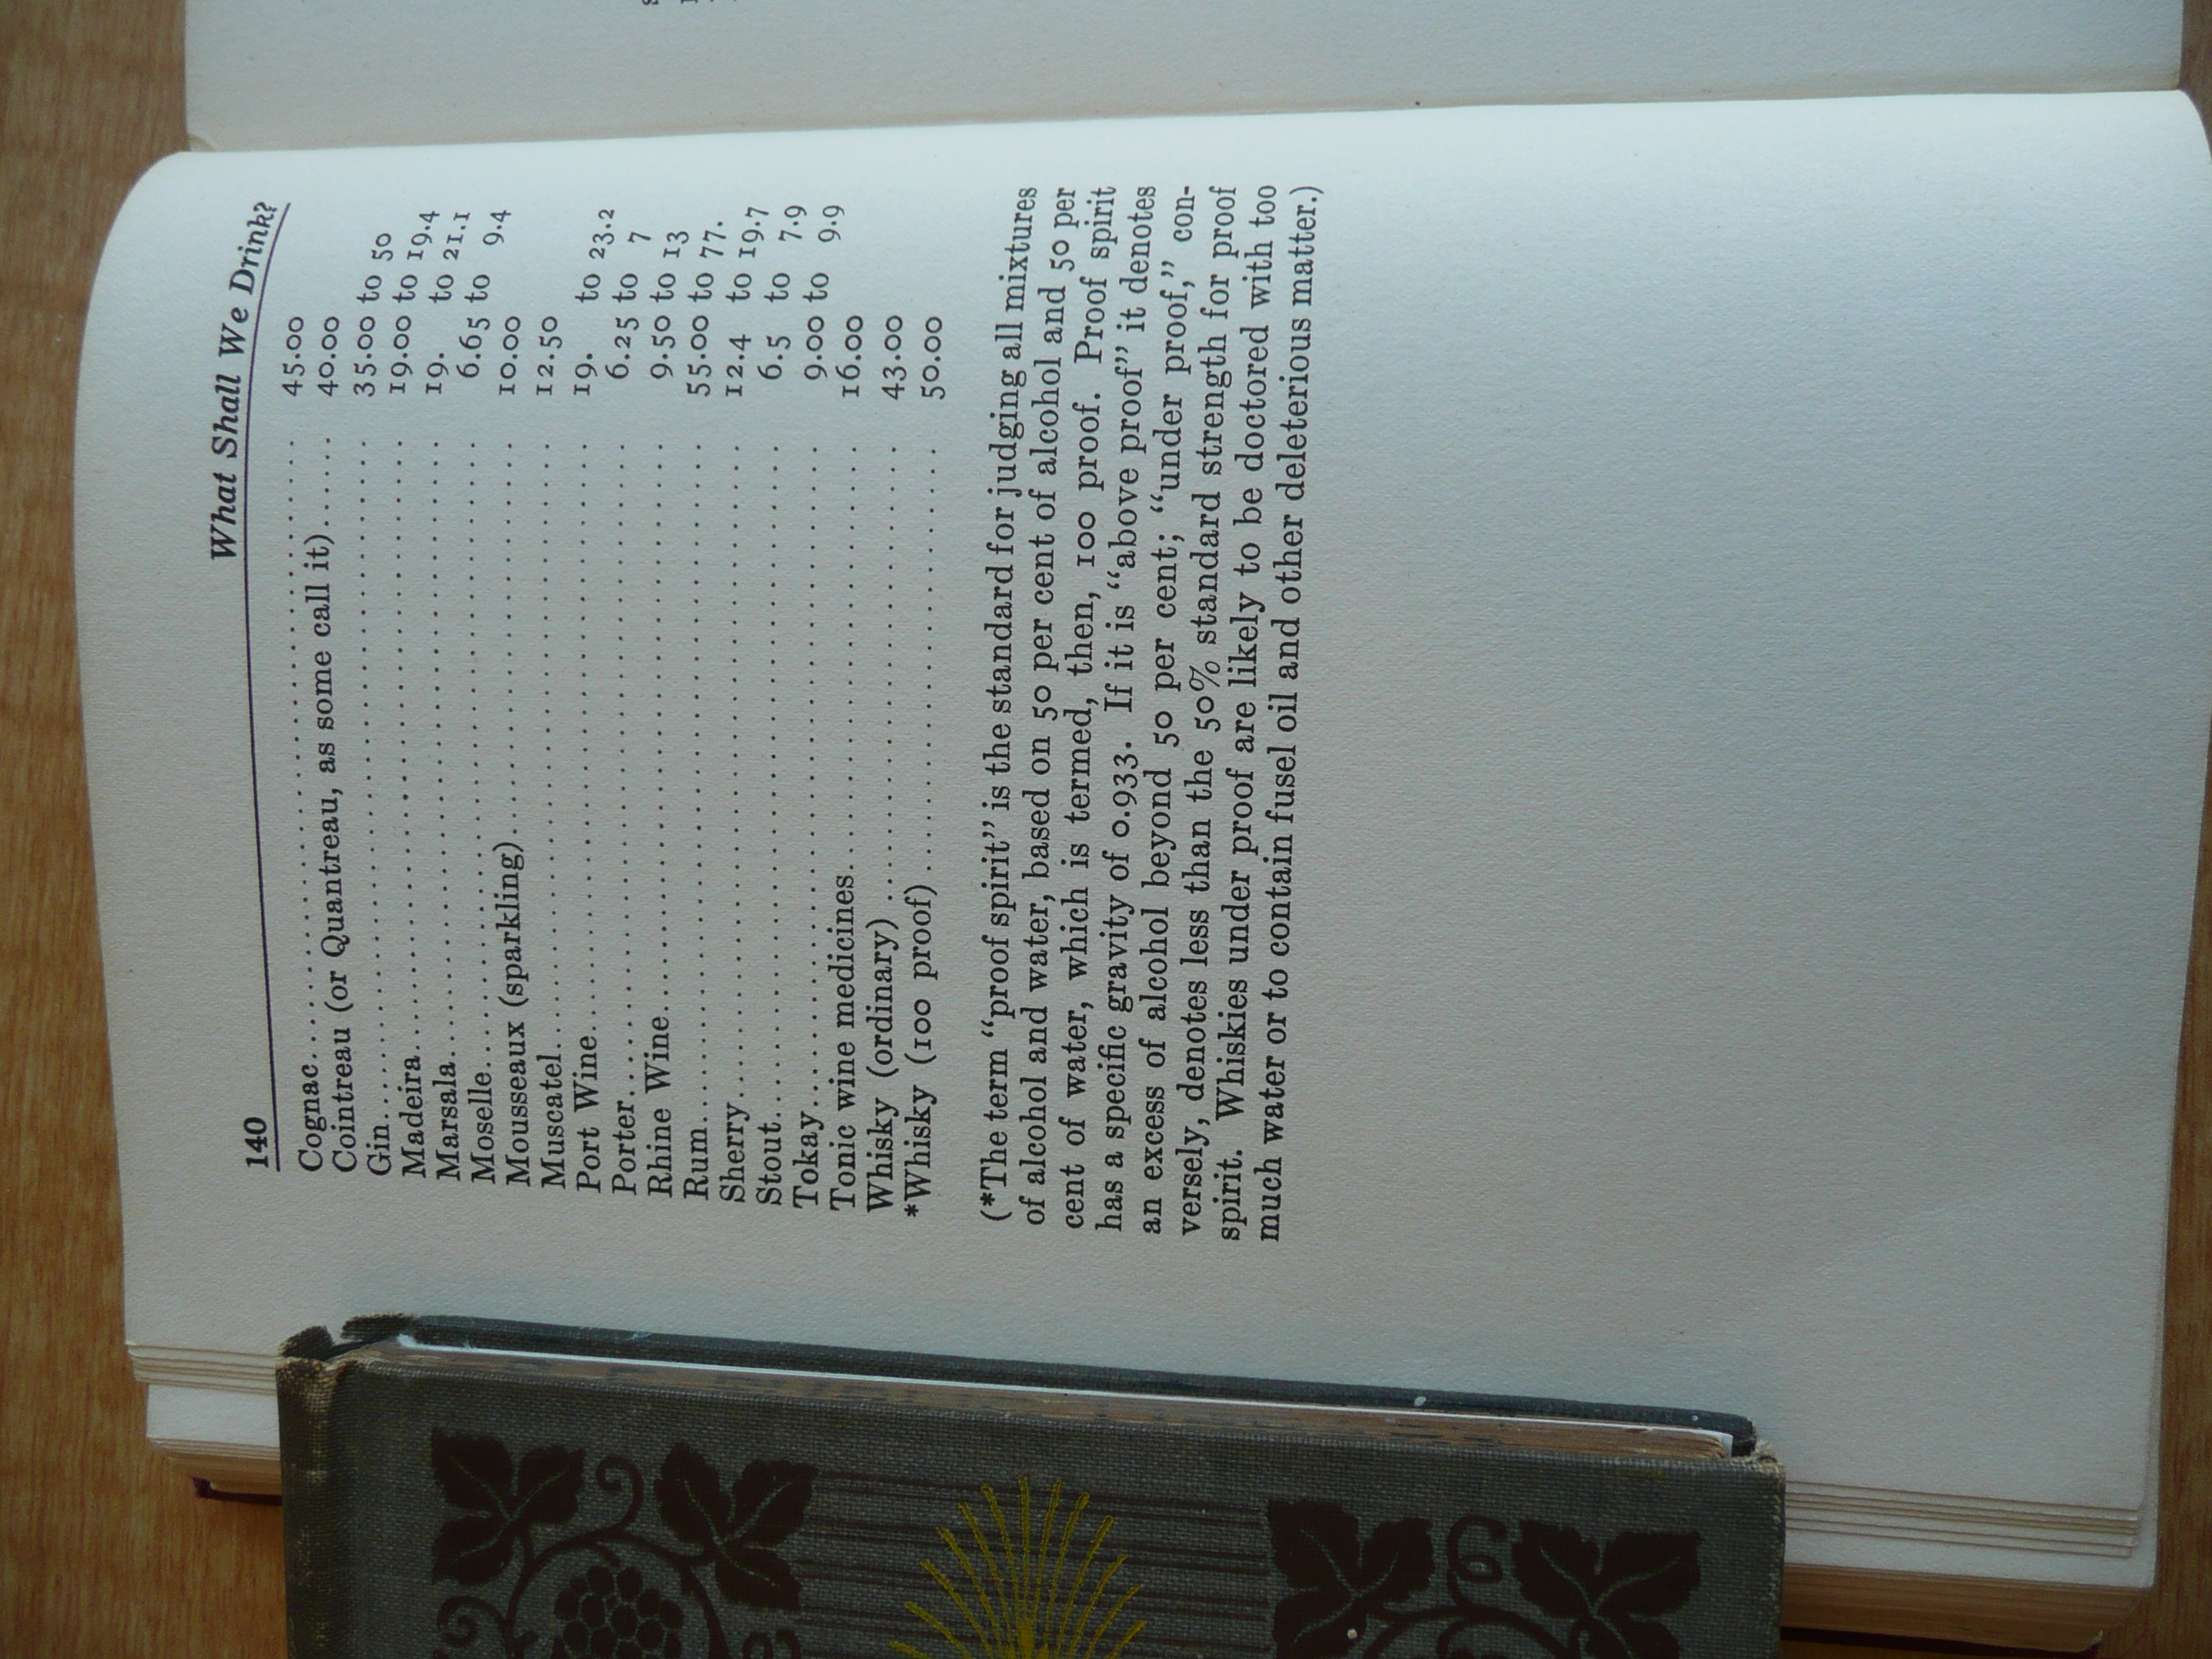 140 What Shall We Drink?
Cognac........................................ 45.00
Cointreau (or Quantreau, as some call it)...... 40.00
Gin........................................ 35.00 to 50
Madeira........................................ 19.00 to 19.4
Marsala........................................ 19. to 21.1
Moselle........................................ 6.65 to 9.4
Mousseaux (sparkling)........................ 10.00
Muscatel........................................ 12.50
Port Wine........................................ 19. to 23.2
Porter........................................ 6.25 to 7
Rhine Wine........................................ 9.50 to 13
Rum........................................ 55.00 to 77.
Sherry........................................ 12.4 to 19.7
Stout........................................ 6.5 to 7.9
Tokay........................................ 9.00 to 9.9
Tonic wine medicines........................ 16.00
Whisky (ordinary) ........................ 43.00
*Whisky (100 proof) ........................ 50.00
(*The term “proof spirit” is the standard for judging all mixtures
of alcohol and water, based on 50 per cent of alcohol and 50 per
cent of water, which is termed, then, 100 proof. Proof spirit
has a specific gravity of 0.933. If it is “above proof” it denotes
an excess of alcohol beyond 50 per cent; “under proof,” con-
versely, denotes less than the 50% standard strength for proof
spirit. Whiskies under proof are likely to be doctored with too
much water or to contain fusel oil and other deleterious matter.)